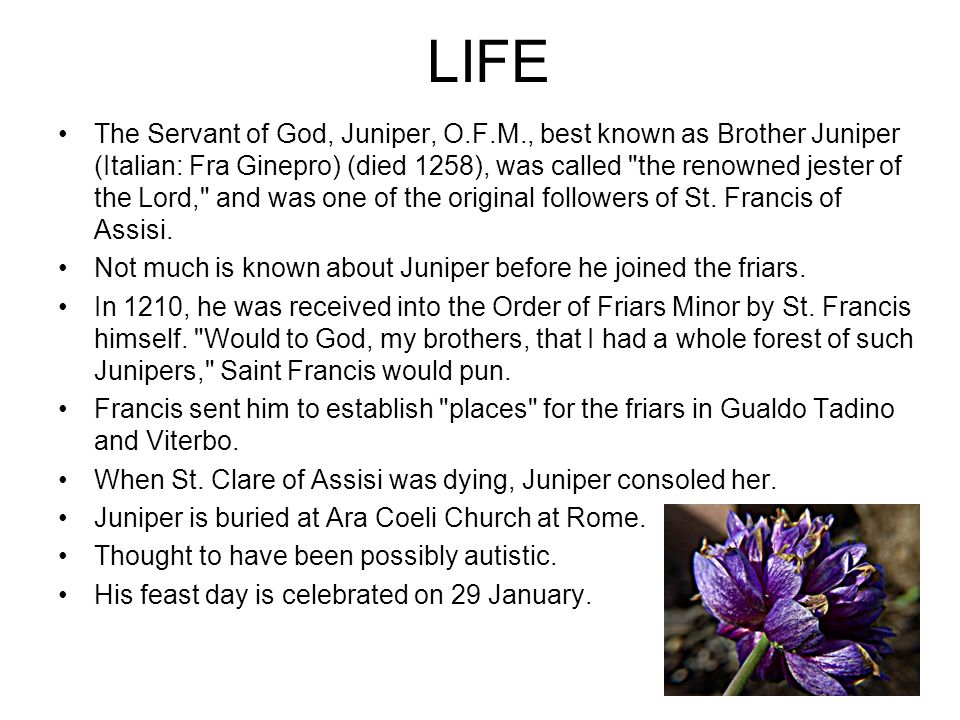 LIFE
• The Servant of God, Juniper, O.F.M., best known as Brother Juniper
(Italian: Fra Ginepro) (died 1258), was called "the renowned jester of
the Lord," and was one of the original followers of St. Francis of
Assisi.
• Not much is known about Juniper before he joined the friars.
• In 1210, he was received into the Order of Friars Minor by St. Francis
himself. "Would to God, my brothers, that I had a whole forest of such
Junipers," Saint Francis would pun.
• Francis sent him to establish "places" for the friars in Gualdo Tadino
and Viterbo.
• When St. Clare of Assisi was dying, Juniper consoled her.
• Juniper is buried at Ara Coeli Church at Rome.
• Thought to have been possibly autistic.
• His feast day is celebrated on 29 January.